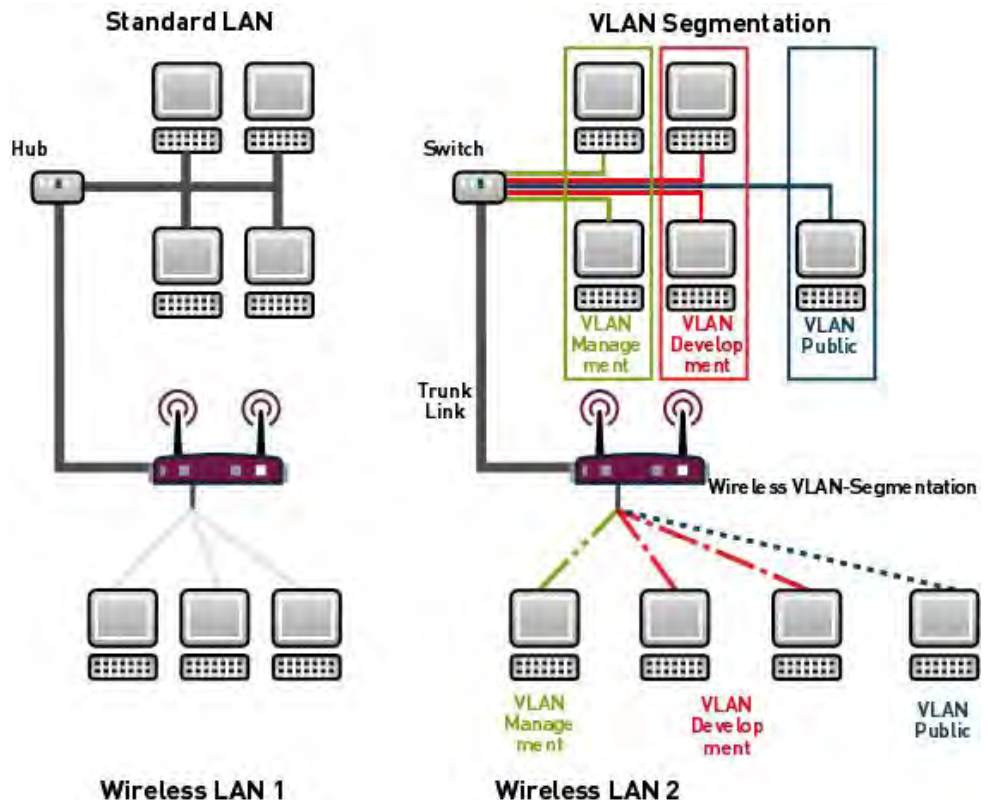 Standard LAN
VLAN Segmentation
Hub
Switch
VLAN
Manage
ment
VLAN
Develop
ment
VLAN
Public
Trunk
Link
Wireless VLAN-Segmentation
VLAN
Manage
ment
VLAN
Develop
ment
VLAN
Public
Wireless LAN 1
Wireless LAN 2